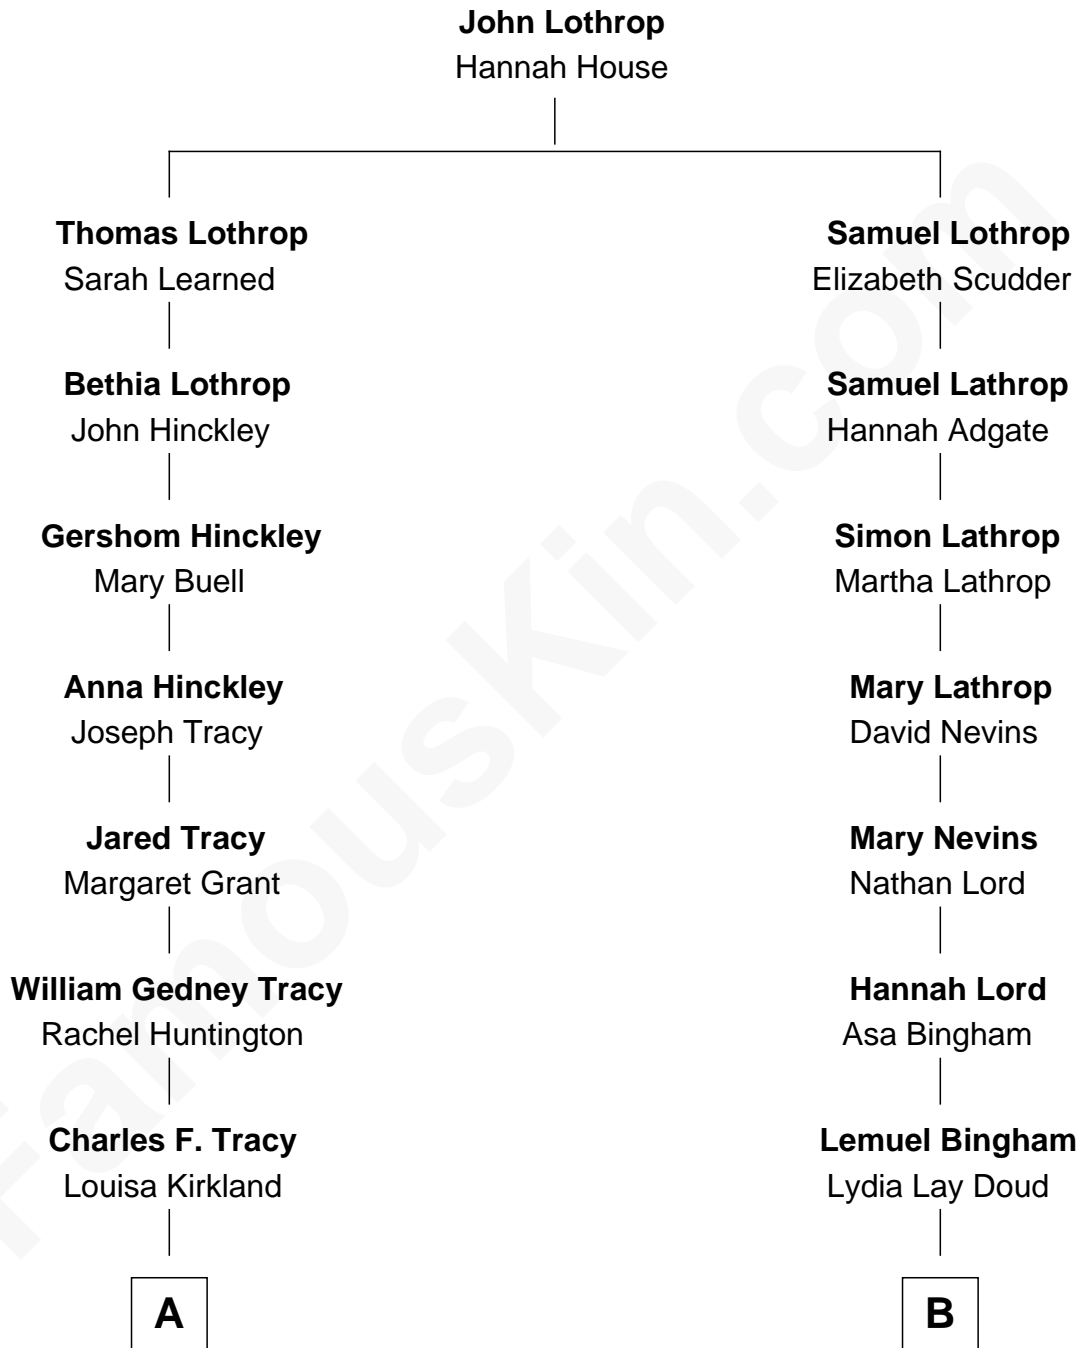 John Lothrop
Hannah House
Thomas Lothrop
Sarah Learned
Bethia Lothrop
John Hinckley
Gershom Hinckley
Mary Buell
Anna Hinckley
Joseph Tracy
Jared Tracy
Margaret Grant
William Gedney Tracy
Rachel Huntington
Charles F. Tracy
Louisa Kirkland
A
Samuel Lothrop
Elizabeth Scudder
Samuel Lathrop
Hannah Adgate
Simon Lathrop
Martha Lathrop
Mary Lathrop
David Nevins
Mary Nevins
Nathan Lord
Hannah Lord
Asa Bingham
Lemuel Bingham
Lydia Lay Doud
B
FamousKin.com